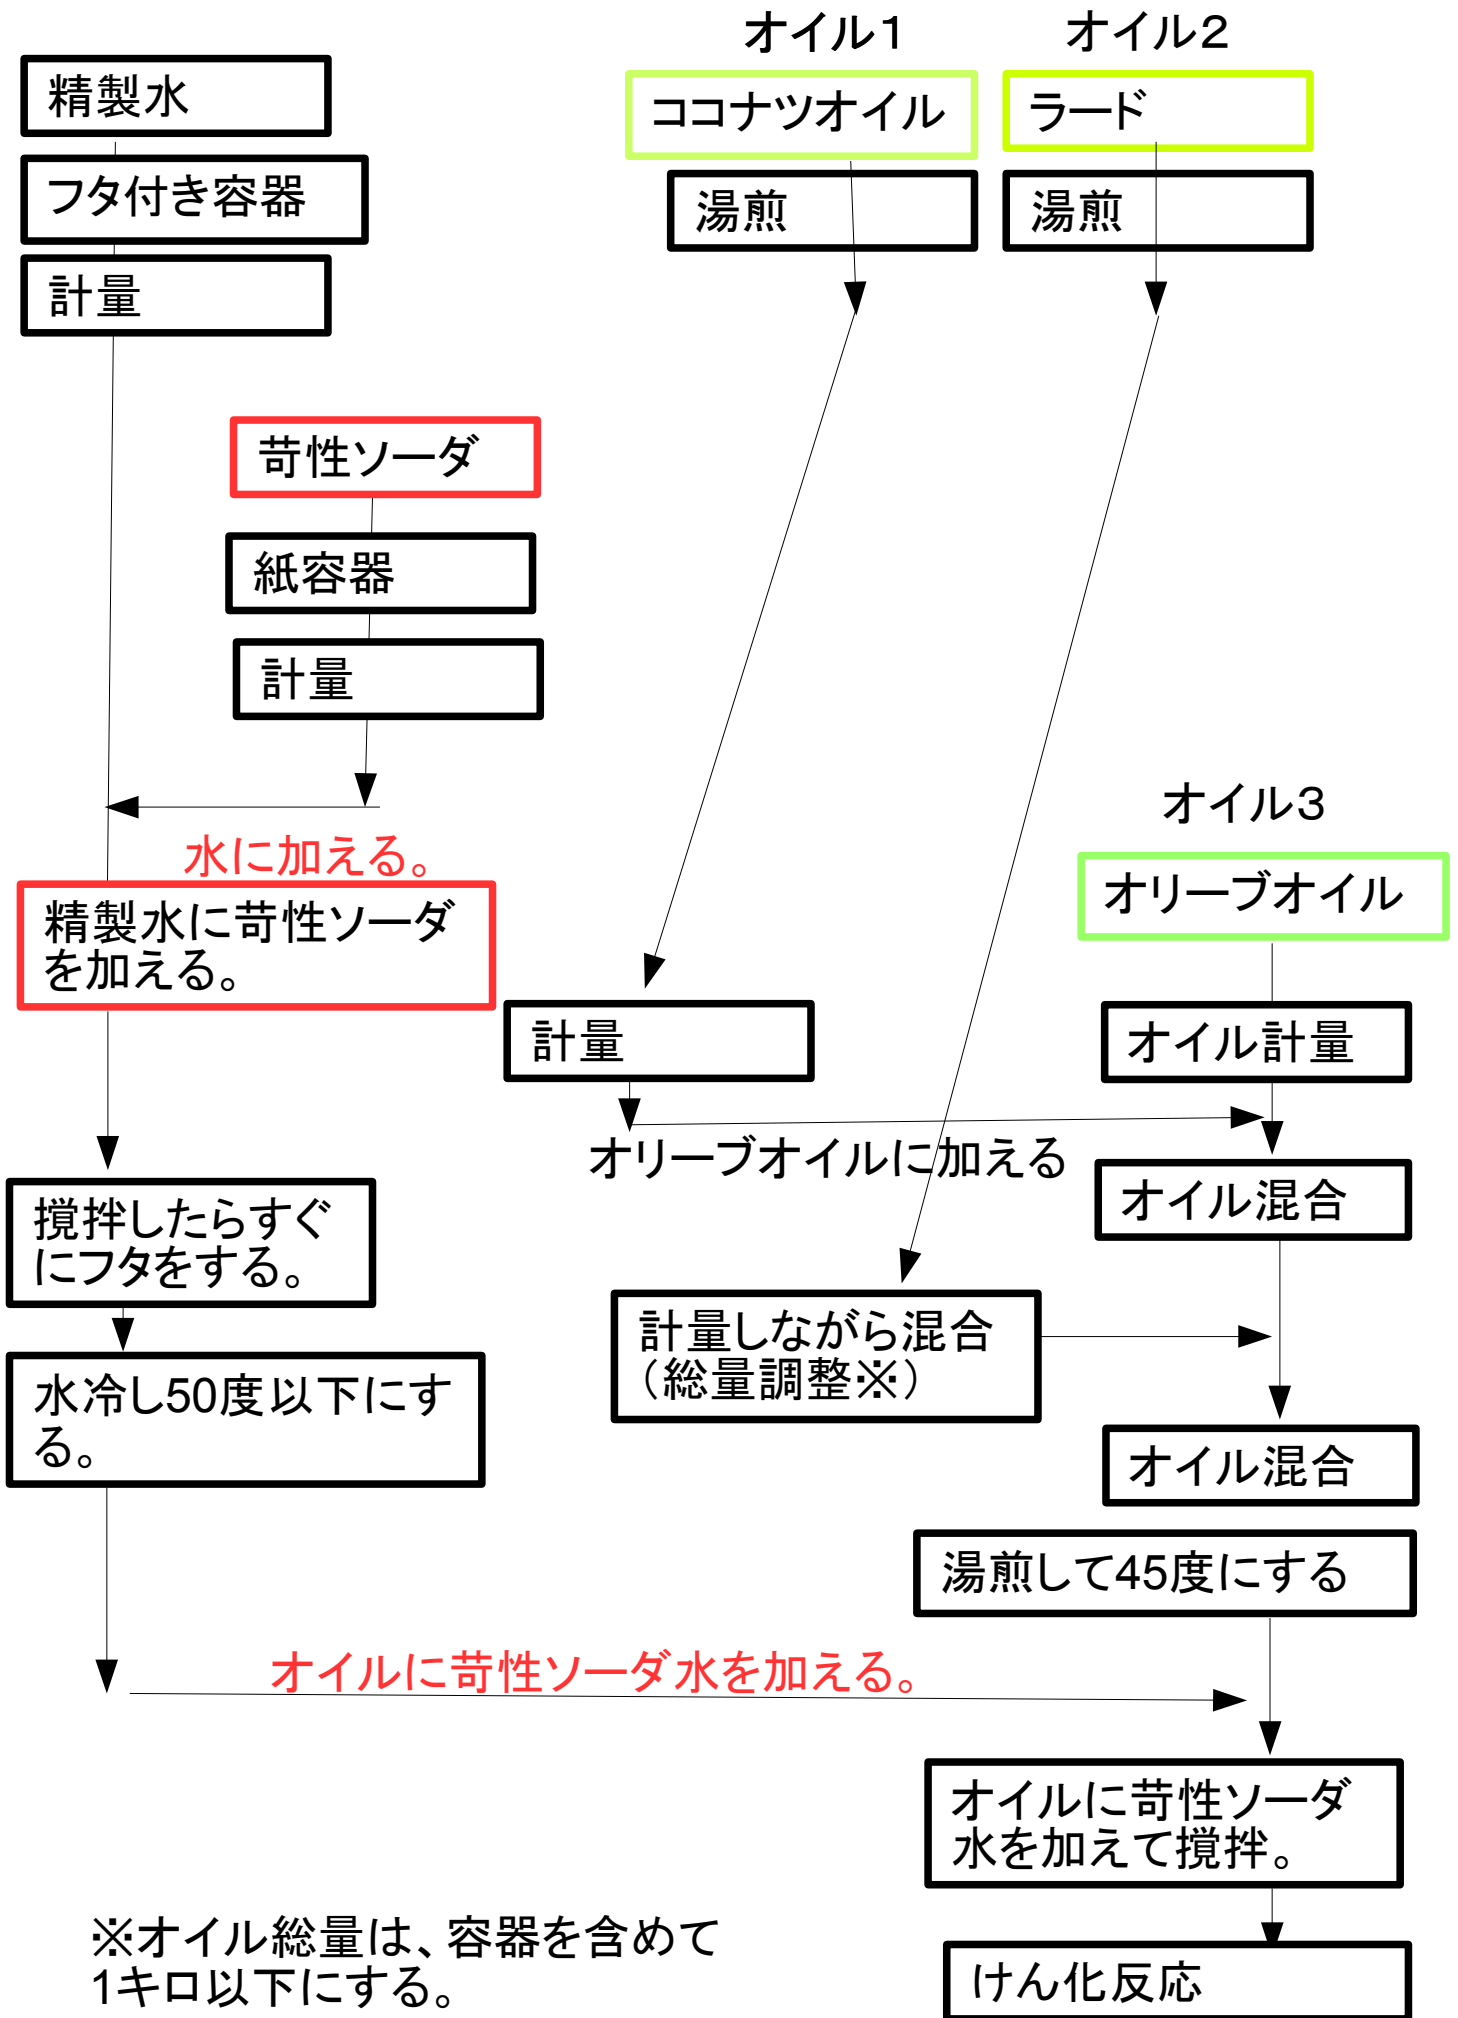 オイル1
オイル2
精製水
ココナツオイル
ラード
フタ付き容器
湯煎
湯煎
計量
苛性ソーダ
紙容器
計量
オイル3
水に加える。
オリーブオイル
精製水に苛性ソーダ
を加える。
計量
オイル計量
オリーブオイルに加える
オイル混合
撹拌したらすぐ
にフタをする。
計量しながら混合
（総量調整※）
水冷し50度以下にす
る。
オイル混合
湯煎して45度にする
オイルに苛性ソーダ水を加える。
オイルに苛性ソーダ
水を加えて撹拌。
※オイル総量は、容器を含めて
1キロ以下にする。
けん化反応